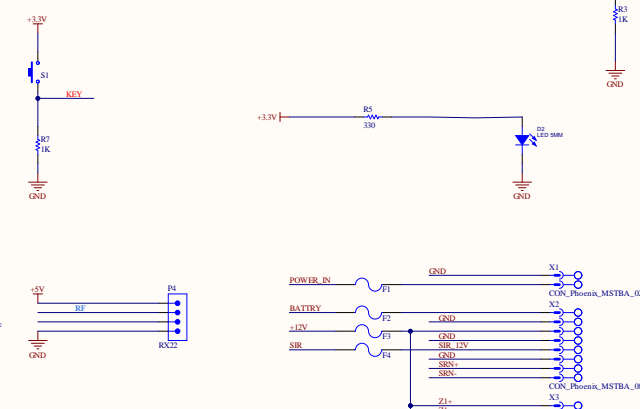 R3
1K
GND
+3.3V
S1
KEY
R7
1K
GND
+3.3V
R5
330
D2
LED 5MM
GND
+5V
RF
P4
RX22
GND
POWER_IN
F1
BATTRY
F2
+12V
F3
SIR
F4
X1
GND
CON_Phoenix_MSTBA_02
X2
GND
GND
SIR_12V
GND
SRN+
SRN-
CON_Phoenix_MSTBA_0
X3
Z1+